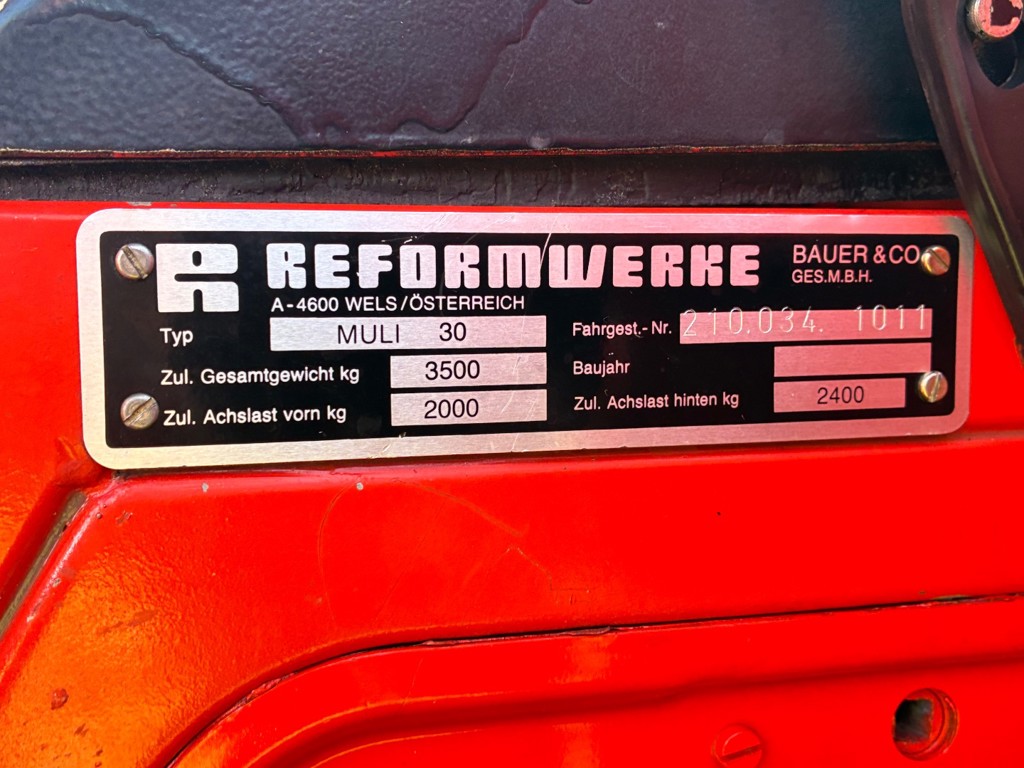 R REFORMWERKE
BAUER & CO
GES.M.B.H.
A-4600 WELS/ÖSTERREICH
Typ MULI 30
Fahrgest.-Nr. 210.034. 1011
Zul. Gesamtgewicht kg 3500
Baujahr
Zul. Achslast vorn kg 2000
Zul. Achslast hinten kg 2400